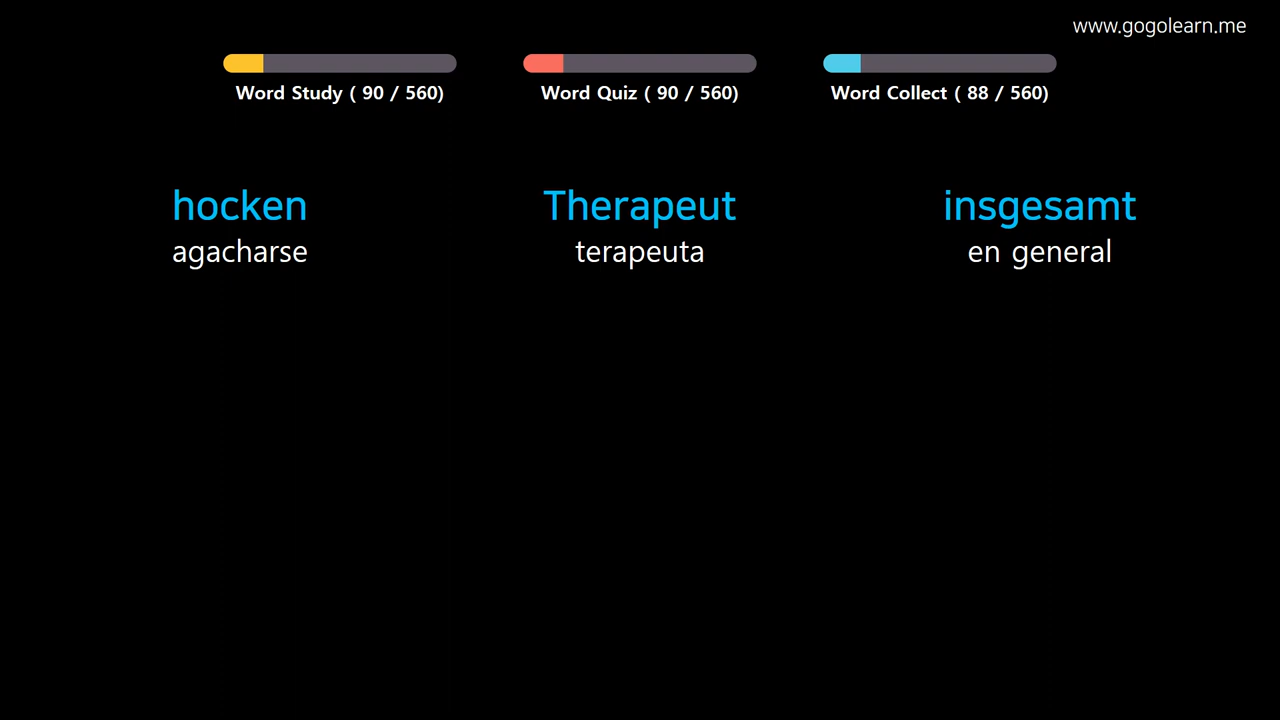 www.gogolearn.me
Word Study ( 90 / 560)
Word Quiz ( 90 / 560)
Word Collect ( 88 / 560)
hocken
agacharse
Therapeut
terapeuta
insgesamt
en general